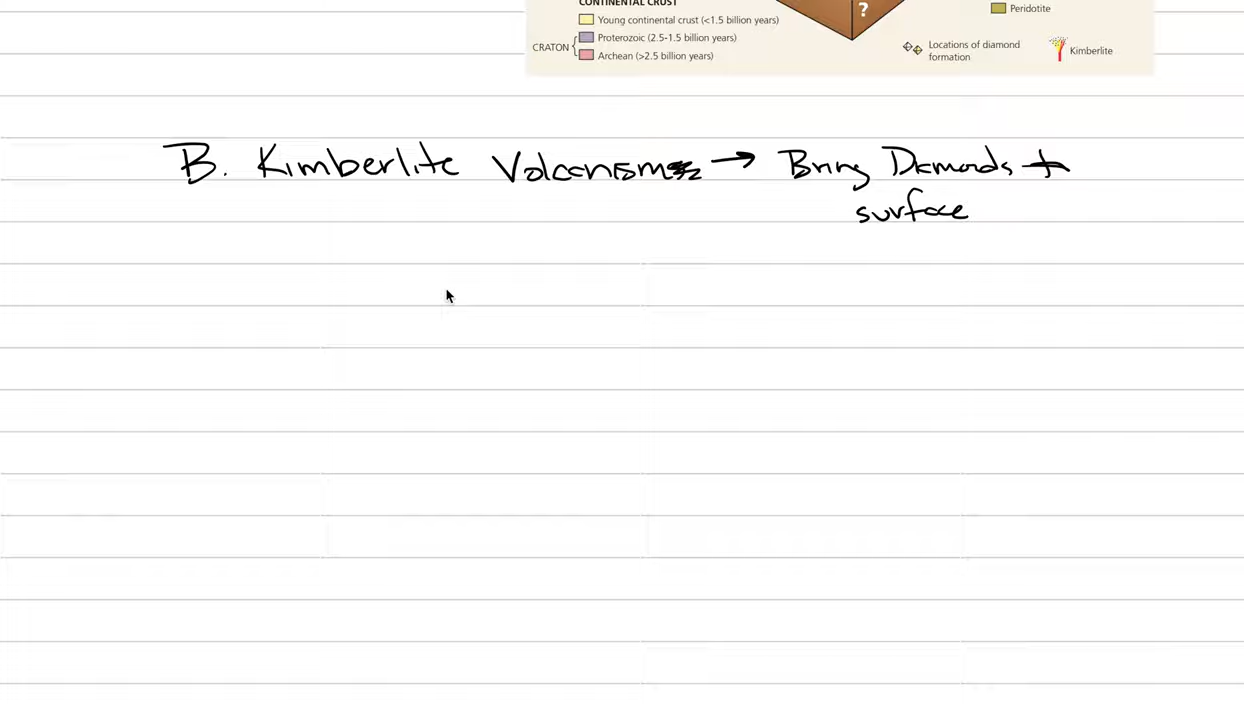 CONTINENTAL CRUST
Young continental crust (<1.5 billion years)
?
Peridotite
CRATON
Proterozoic (2.5-1.5 billion years)
Archean (>2.5 billion years)
Locations of diamond
formation
Kimberlite
B. Kimberlite Volcanism → Bring Diamonds to
surface